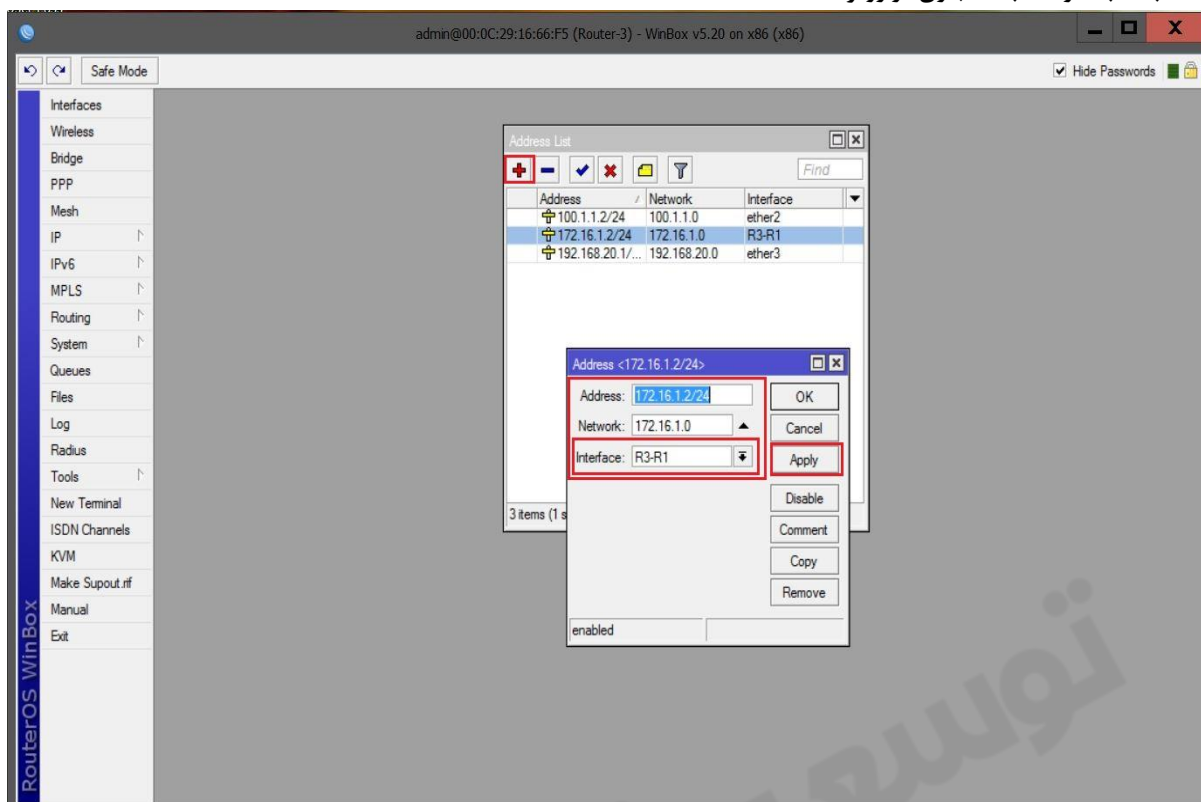 admin@00:0C:29:16:66:F5 (Router-3) - WinBox v5.20 on x86 (x86)
Safe Mode
Hide Passwords
Interfaces
Wireless
Bridge
PPP
Mesh
IP
IPv6
MPLS
Routing
System
Queues
Files
Log
Radius
Tools
New Terminal
ISDN Channels
KVM
Make Supout.rif
Manual
Exit
RouterOS WinBox
Address List
Find
Address Network Interface
100.1.1.2/24 100.1.1.0 ether2
172.16.1.2/24 172.16.1.0 R3-R1
192.168.20.1/... 192.168.20.0 ether3
3 items (1 s
Address <172.16.1.2/24>
Address: 172.16.1.2/24
Network: 172.16.1.0
Interface: R3-R1
OK
Cancel
Apply
Disable
Comment
Copy
Remove
enabled